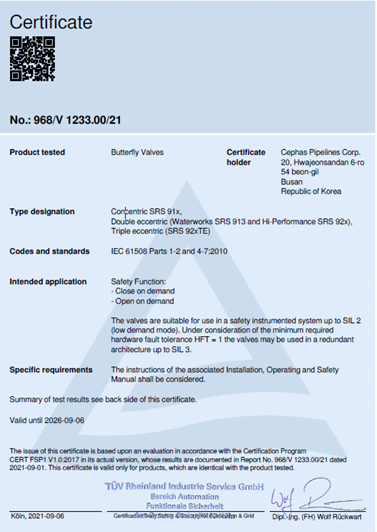 Certificate
No.: 968/V 1233.00/21
Product tested
Butterfly Valves
Certificate
holder
Cephas Pipelines Corp.
20, Hwajeonsandan 6-ro
54 beon-gil
Busan
Republic of Korea
Type designation
Concentric SRS 91x,
Double eccentric (Waterworks SRS 913 and Hi-Performance SRS 92x),
Triple eccentric (SRS 92xTE)
Codes and standards
IEC 61508 Parts 1-2 and 4-7:2010
Intended application
Safety Function:
- Close on demand
- Open on demand
The valves are suitable for use in a safety instrumented system up to SIL 2
(low demand mode). Under consideration of the minimum required
hardware fault tolerance HFT = 1 the valves may be used in a redundant
architecture up to SIL 3.
Specific requirements
The instructions of the associated Installation, Operating and Safety
Manual shall be considered.
Summary of test results see back side of this certificate.
Valid until 2026-09-06
The issue of this certificate is based upon an evaluation in accordance with the Certification Program
CERT FSP1 V1.0:2017 in its actual version, whose results are documented in Report No. 968/V 1233.00/21 dated
2021-09-01. This certificate is valid only for products, which are identical with the product tested.
TÜV Rheinland Industrie Service GmbH
Bereich Automation
Funktionale Sicherheit
Köln, 2021-09-06
Certification Body Safety & Security for Automation & Grid
Dipl.-Ing. (FH) Wolf Rückwart